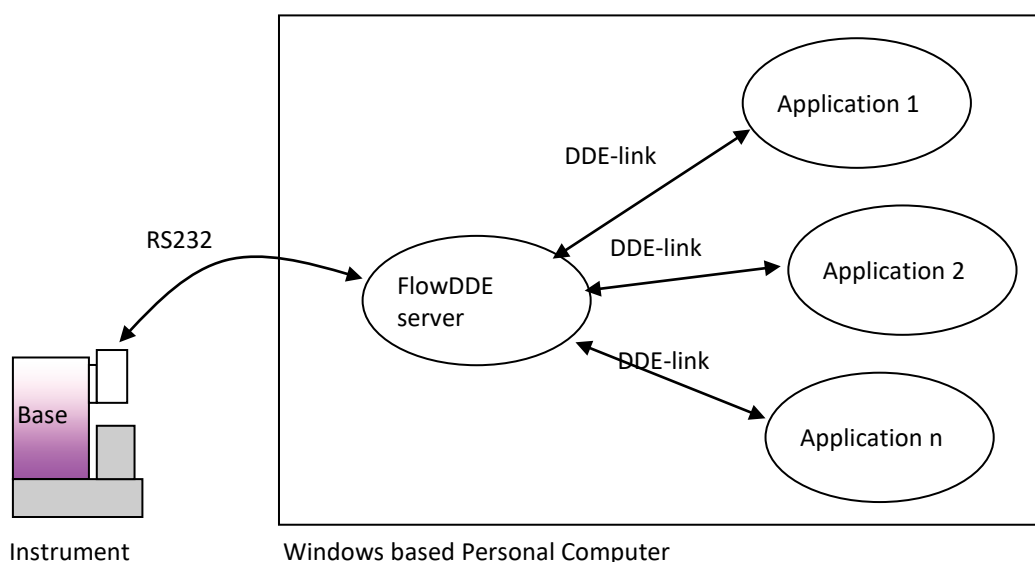 Application 1
DDE-link
RS232
DDE-link
Application 2
FlowDDE
server
DDE-link
Base
Application n
Instrument
Windows based Personal Computer